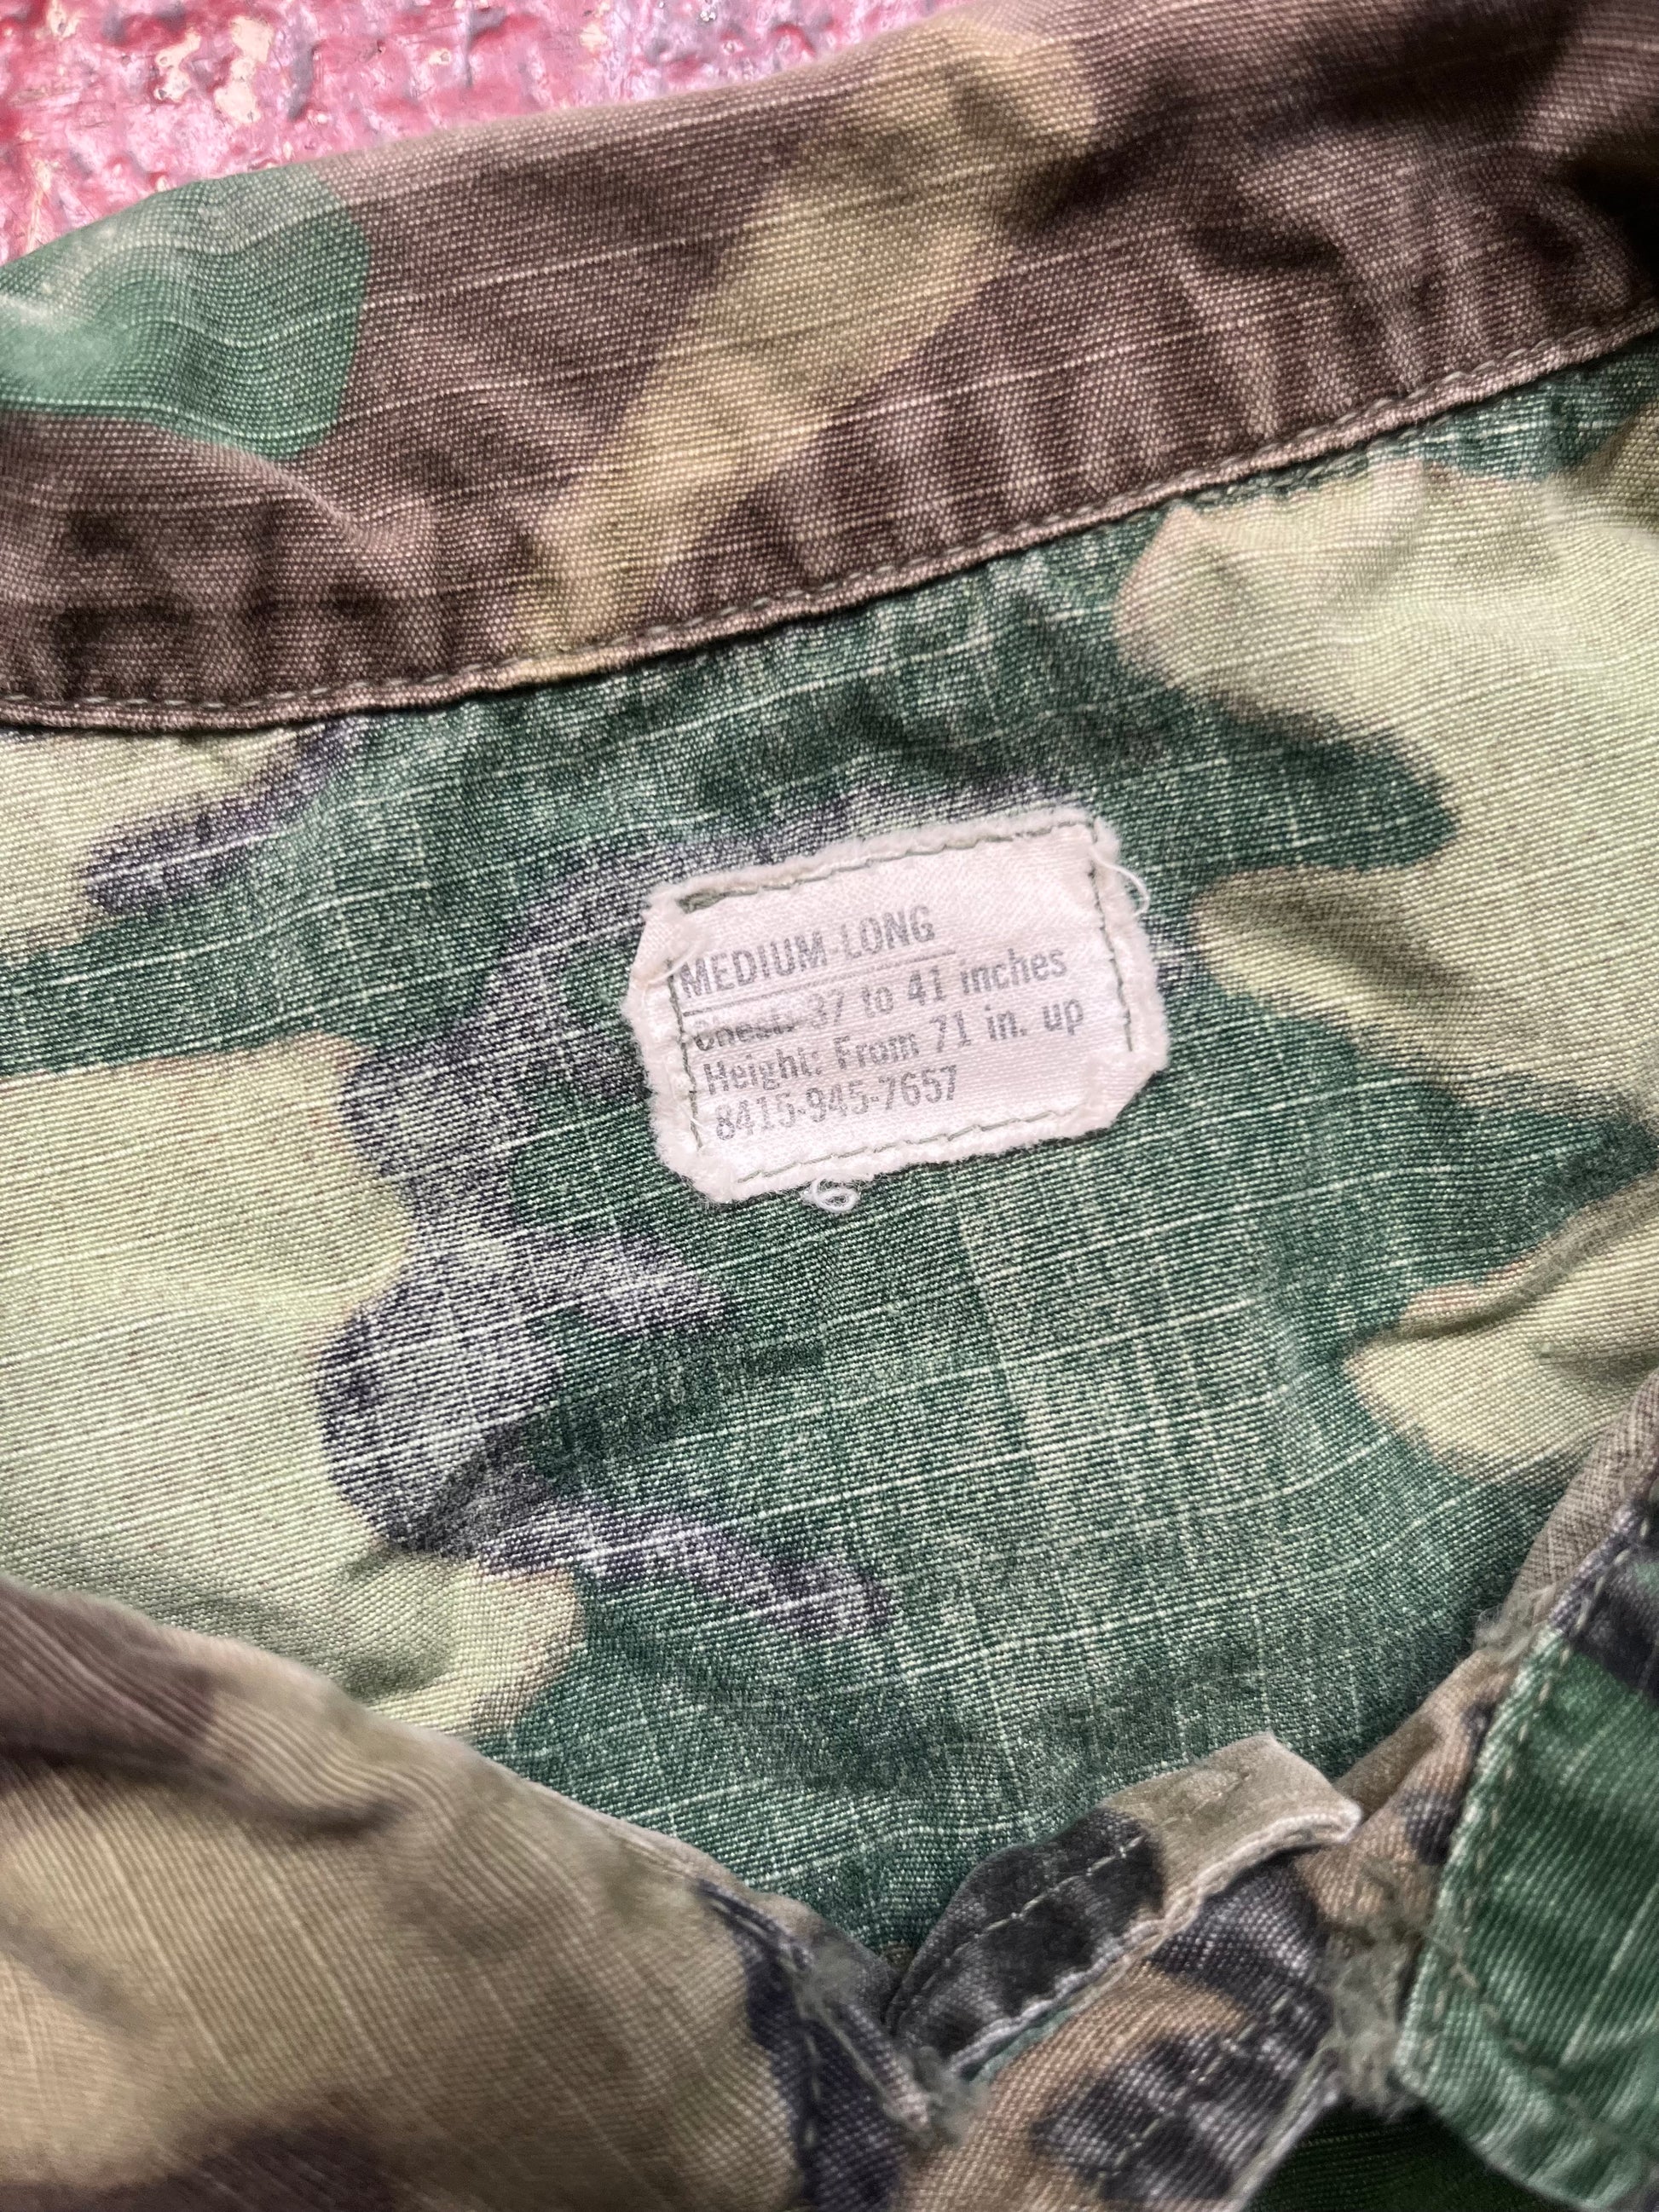 MEDIUM-LONG
Chest: 37 to 41 inches
Height: From 71 in. up
8415-945-7657